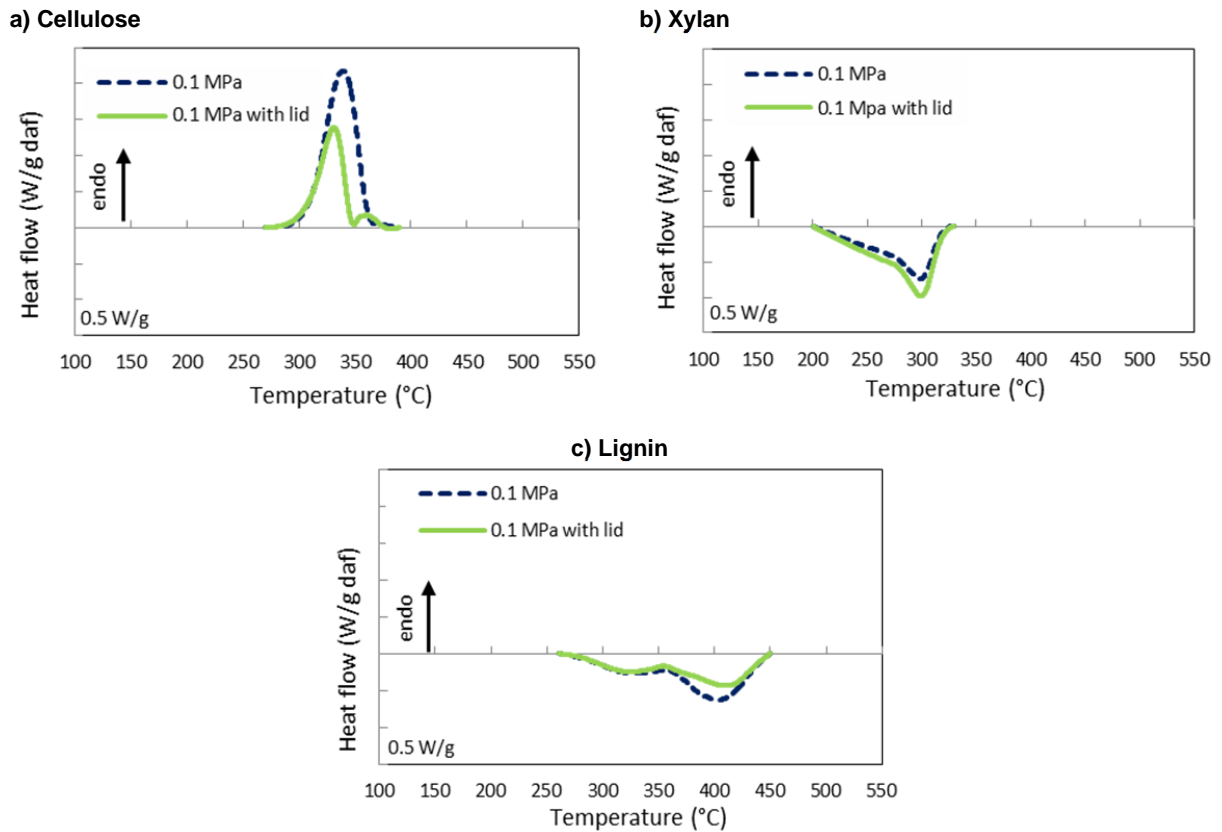 a) Cellulose
0.1 MPa
0.1 MPa with lid
endo
Heat flow (W/g daf)
0.5 W/g
100 150 200 250 300 350 400 450 500 550
Temperature (°C)
b) Xylan
0.1 MPa
0.1 Mpa with lid
endo
Heat flow (W/g daf)
0.5 W/g
100 150 200 250 300 350 400 450 500 550
Temperature (°C)
c) Lignin
0.1 MPa
0.1 MPa with lid
endo
Heat flow (W/g daf)
0.5 W/g
100 150 200 250 300 350 400 450 500 550
Temperature (°C)